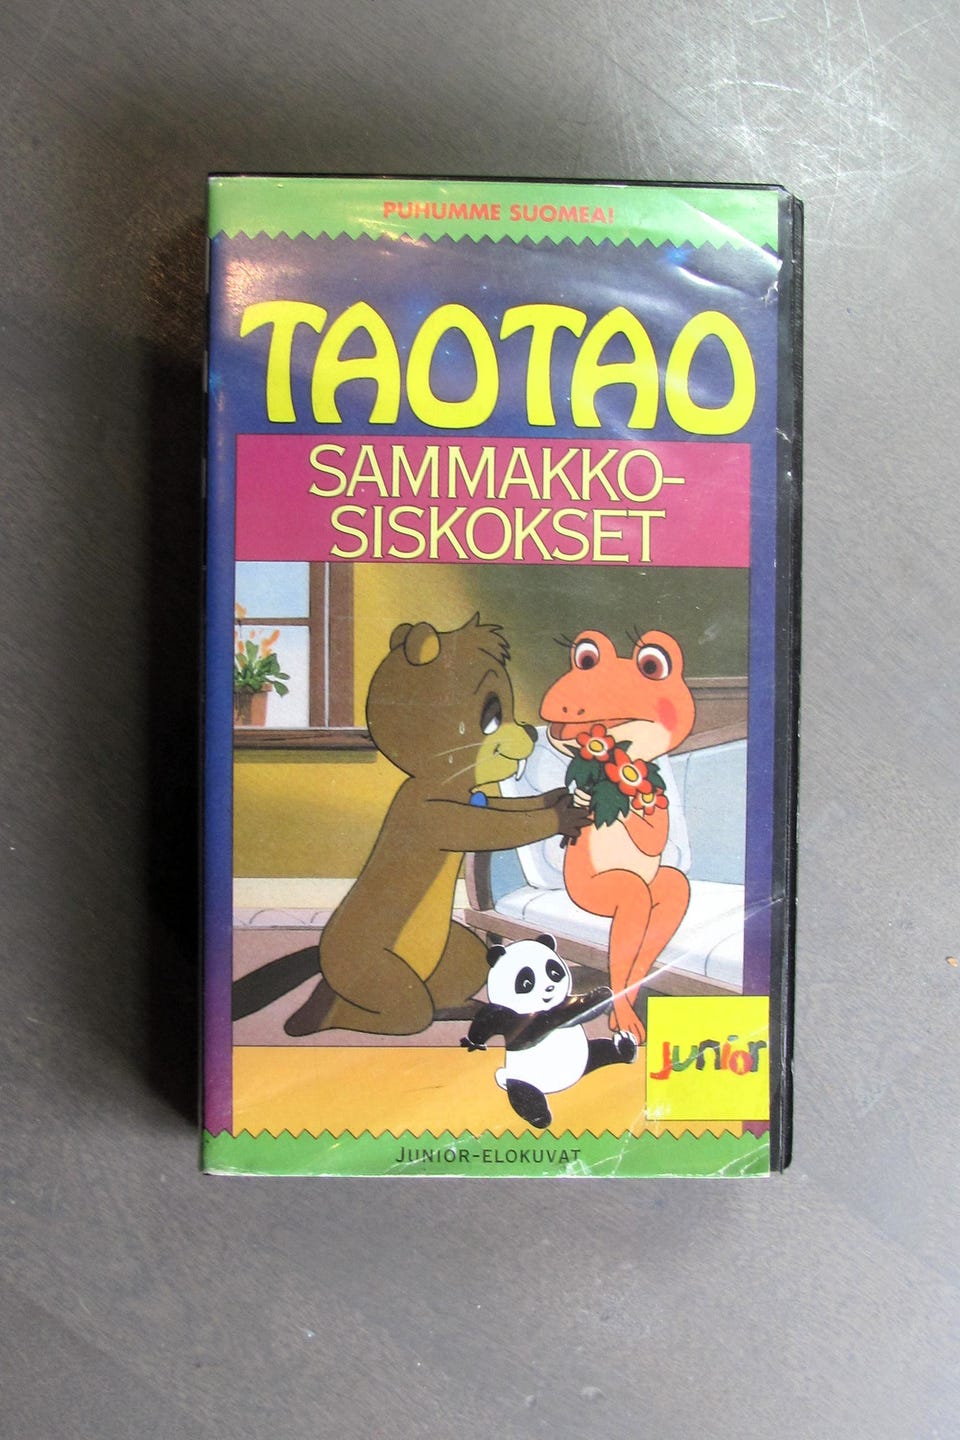 PUHUMME SUOMEA!
TAOTAO
SAMMAKKO-
SISKOKSET
junior
JUNIOR-ELOKUVAT